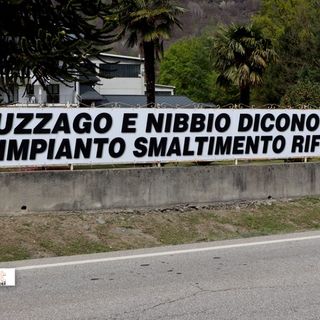 UZZAGO E NIBBIO DICONO
IMPIANTO SMALTIMENTO RIF